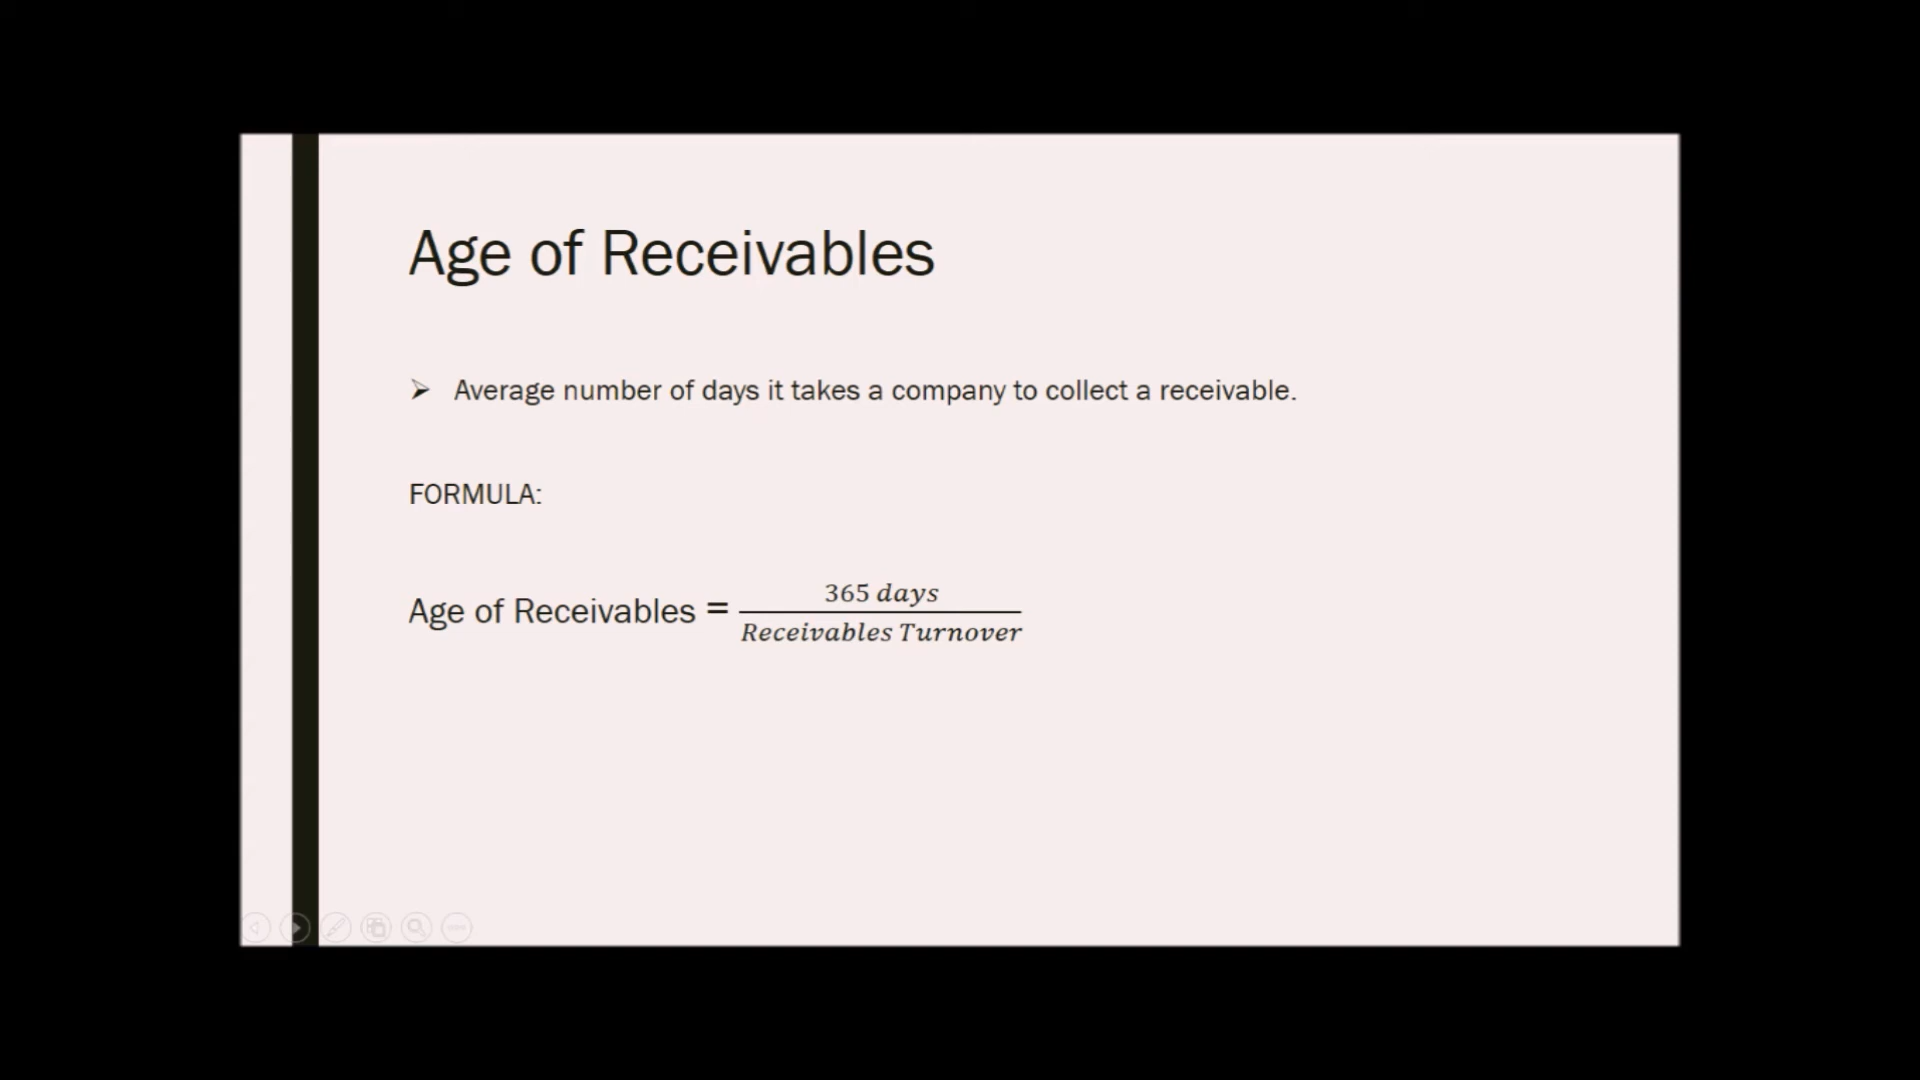 Age of Receivables
➢ Average number of days it takes a company to collect a receivable.
FORMULA:
Age of Receivables = 365 days / Receivables Turnover